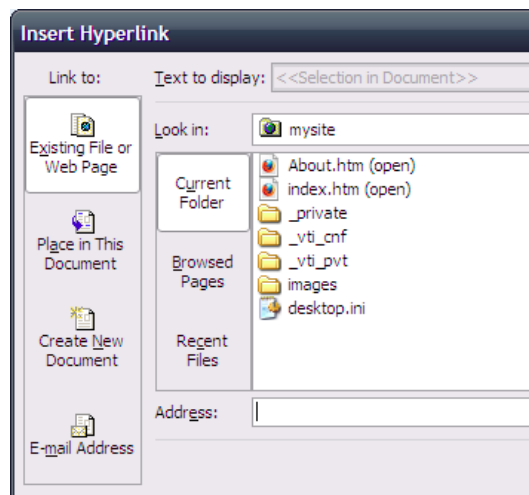 Insert Hyperlink
Link to:
Text to display:
<<Selection in Document>>
Existing File or
Web Page
Place in This
Document
Create New
Document
E-mail Address
Look in:
mysite
Current
Folder
Browsed
Pages
Recent
Files
About.htm (open)
index.htm (open)
_private
_vti_cnf
_vti_pvt
images
desktop.ini
Address: